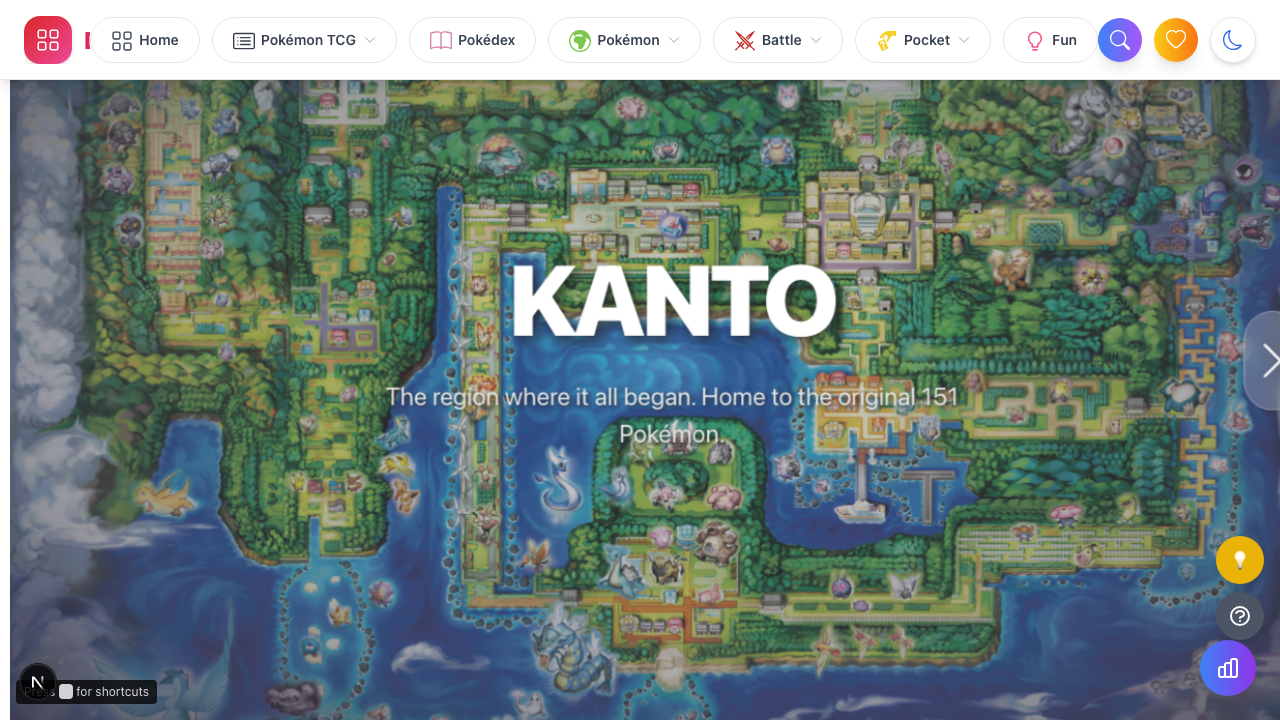 Home
Pokémon TCG
Pokédex
Pokémon
Battle
Pocket
Fun
KANTO
The region where it all began. Home to the original 151
Pokémon.
N
Press for shortcuts